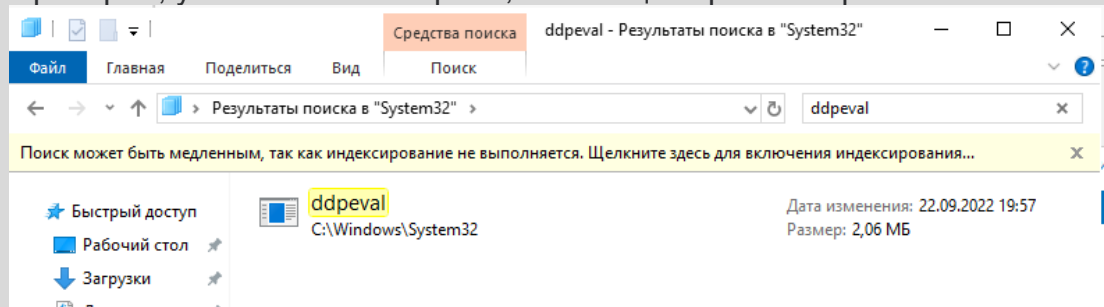 Средства поиска
ddpeval - Результаты поиска в "System32"
Файл
Главная
Поделиться
Вид
Поиск
Результаты поиска в "System32"
ddpeval
Поиск может быть медленным, так как индексирование не выполняется. Щелкните здесь для включения индексирования...
Быстрый доступ
Рабочий стол
Загрузки
ddpeval
C:\Windows\System32
Дата изменения: 22.09.2022 19:57
Размер: 2,06 МБ